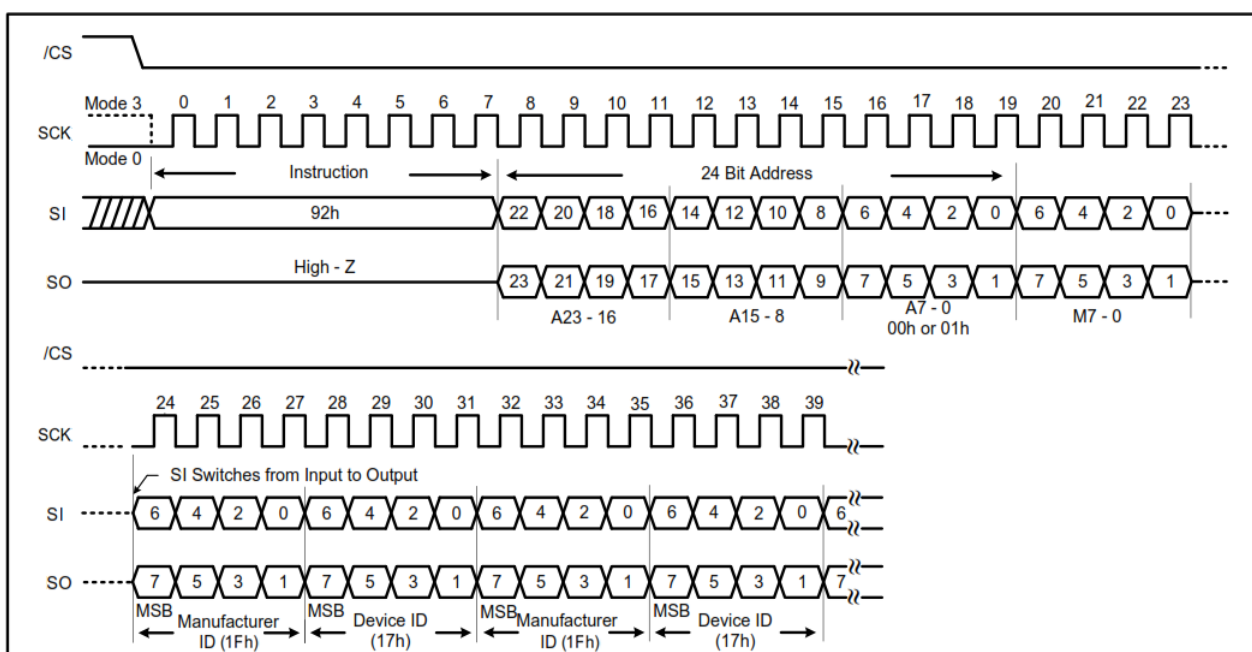 /CS
Mode 3 0 1 2 3 4 5 6 7 8 9 10 11 12 13 14 15 16 17 18 19 20 21 22 23
SCK
Mode 0
Instruction 24 Bit Address
SI 92h 22 20 18 16 14 12 10 8 6 4 2 0 6 4 2 0
High - Z
SO 23 21 19 17 15 13 11 9 7 5 3 1 7 5 3 1
A23 - 16 A15 - 8 A7 - 0 M7 - 0
00h or 01h
/CS
24 25 26 27 28 29 30 31 32 33 34 35 36 37 38 39
SCK
SI Switches from Input to Output
SI 6 4 2 0 6 4 2 0 6 4 2 0 6 4 2 0 6
SO 7 5 3 1 7 5 3 1 7 5 3 1 7 5 3 1 7
MSB MSB MSB MSB
Manufacturer Device ID Manufacturer Device ID
ID (1Fh) (17h) ID (1Fh) (17h)